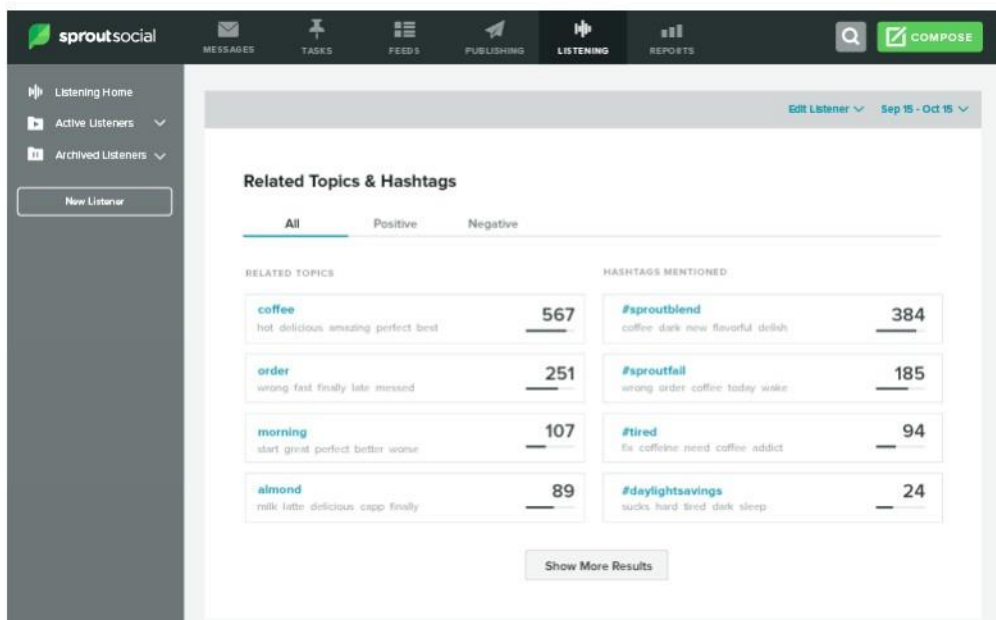 sproutsocial
MESSAGES TASKS FEEDS PUBLISHING LISTENING REPORTS COMPOSE
Listening Home
Active Listeners
Archived Listeners
New Listener
Edit Listener Sep 15 - Oct 15
Related Topics & Hashtags
All Positive Negative
RELATED TOPICS
coffee 567
hot delicious amazing perfect best
order 251
wrong fast finally late messed
morning 107
start great perfect better worse
almond 89
milk latte delicious capp finally
HASHTAGS MENTIONED
#sproutblend 384
coffee dark new flavorful delish
#sproutfail 185
wrong order coffee today wake
#tired 94
fix caffeine need coffee addict
#daylightsavings 24
sucks hard tired dark sleep
Show More Results